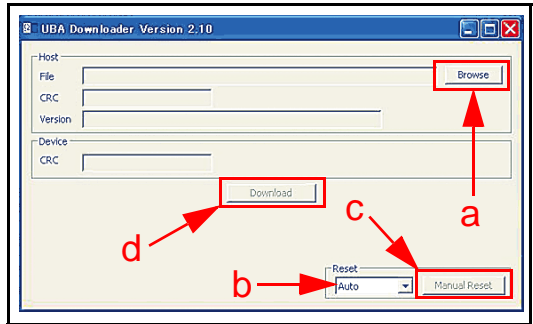 UBA Downloader Version 2.10
Host
File
Browse
CRC
Version
a
Device
CRC
Download
d
c
Reset
b
Auto
Manual Reset